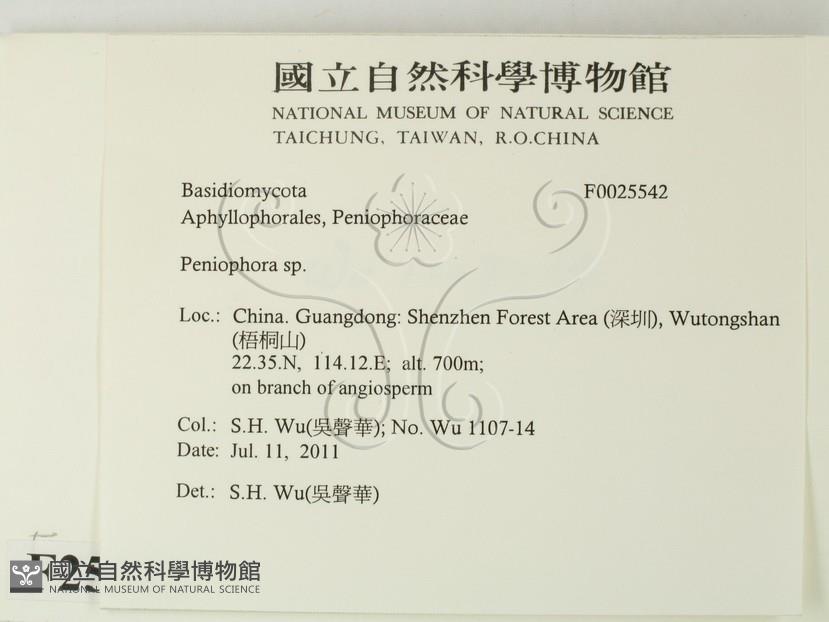 國立自然科學博物館
NATIONAL MUSEUM OF NATURAL SCIENCE
TAICHUNG, TAIWAN, R.O.CHINA
Basidiomycota F0025542
Aphyllophorales, Peniophoraceae
Peniophora sp.
Loc.: China. Guangdong: Shenzhen Forest Area (深圳), Wutongshan
(梧桐山)
22.35.N, 114.12.E; alt. 700m;
on branch of angiosperm
Col.: S.H. Wu(吳聲華); No. Wu 1107-14
Date: Jul. 11, 2011
Det.: S.H. Wu(吳聲華)
F25
國立自然科學博物館
NATIONAL MUSEUM OF NATURAL SCIENCE